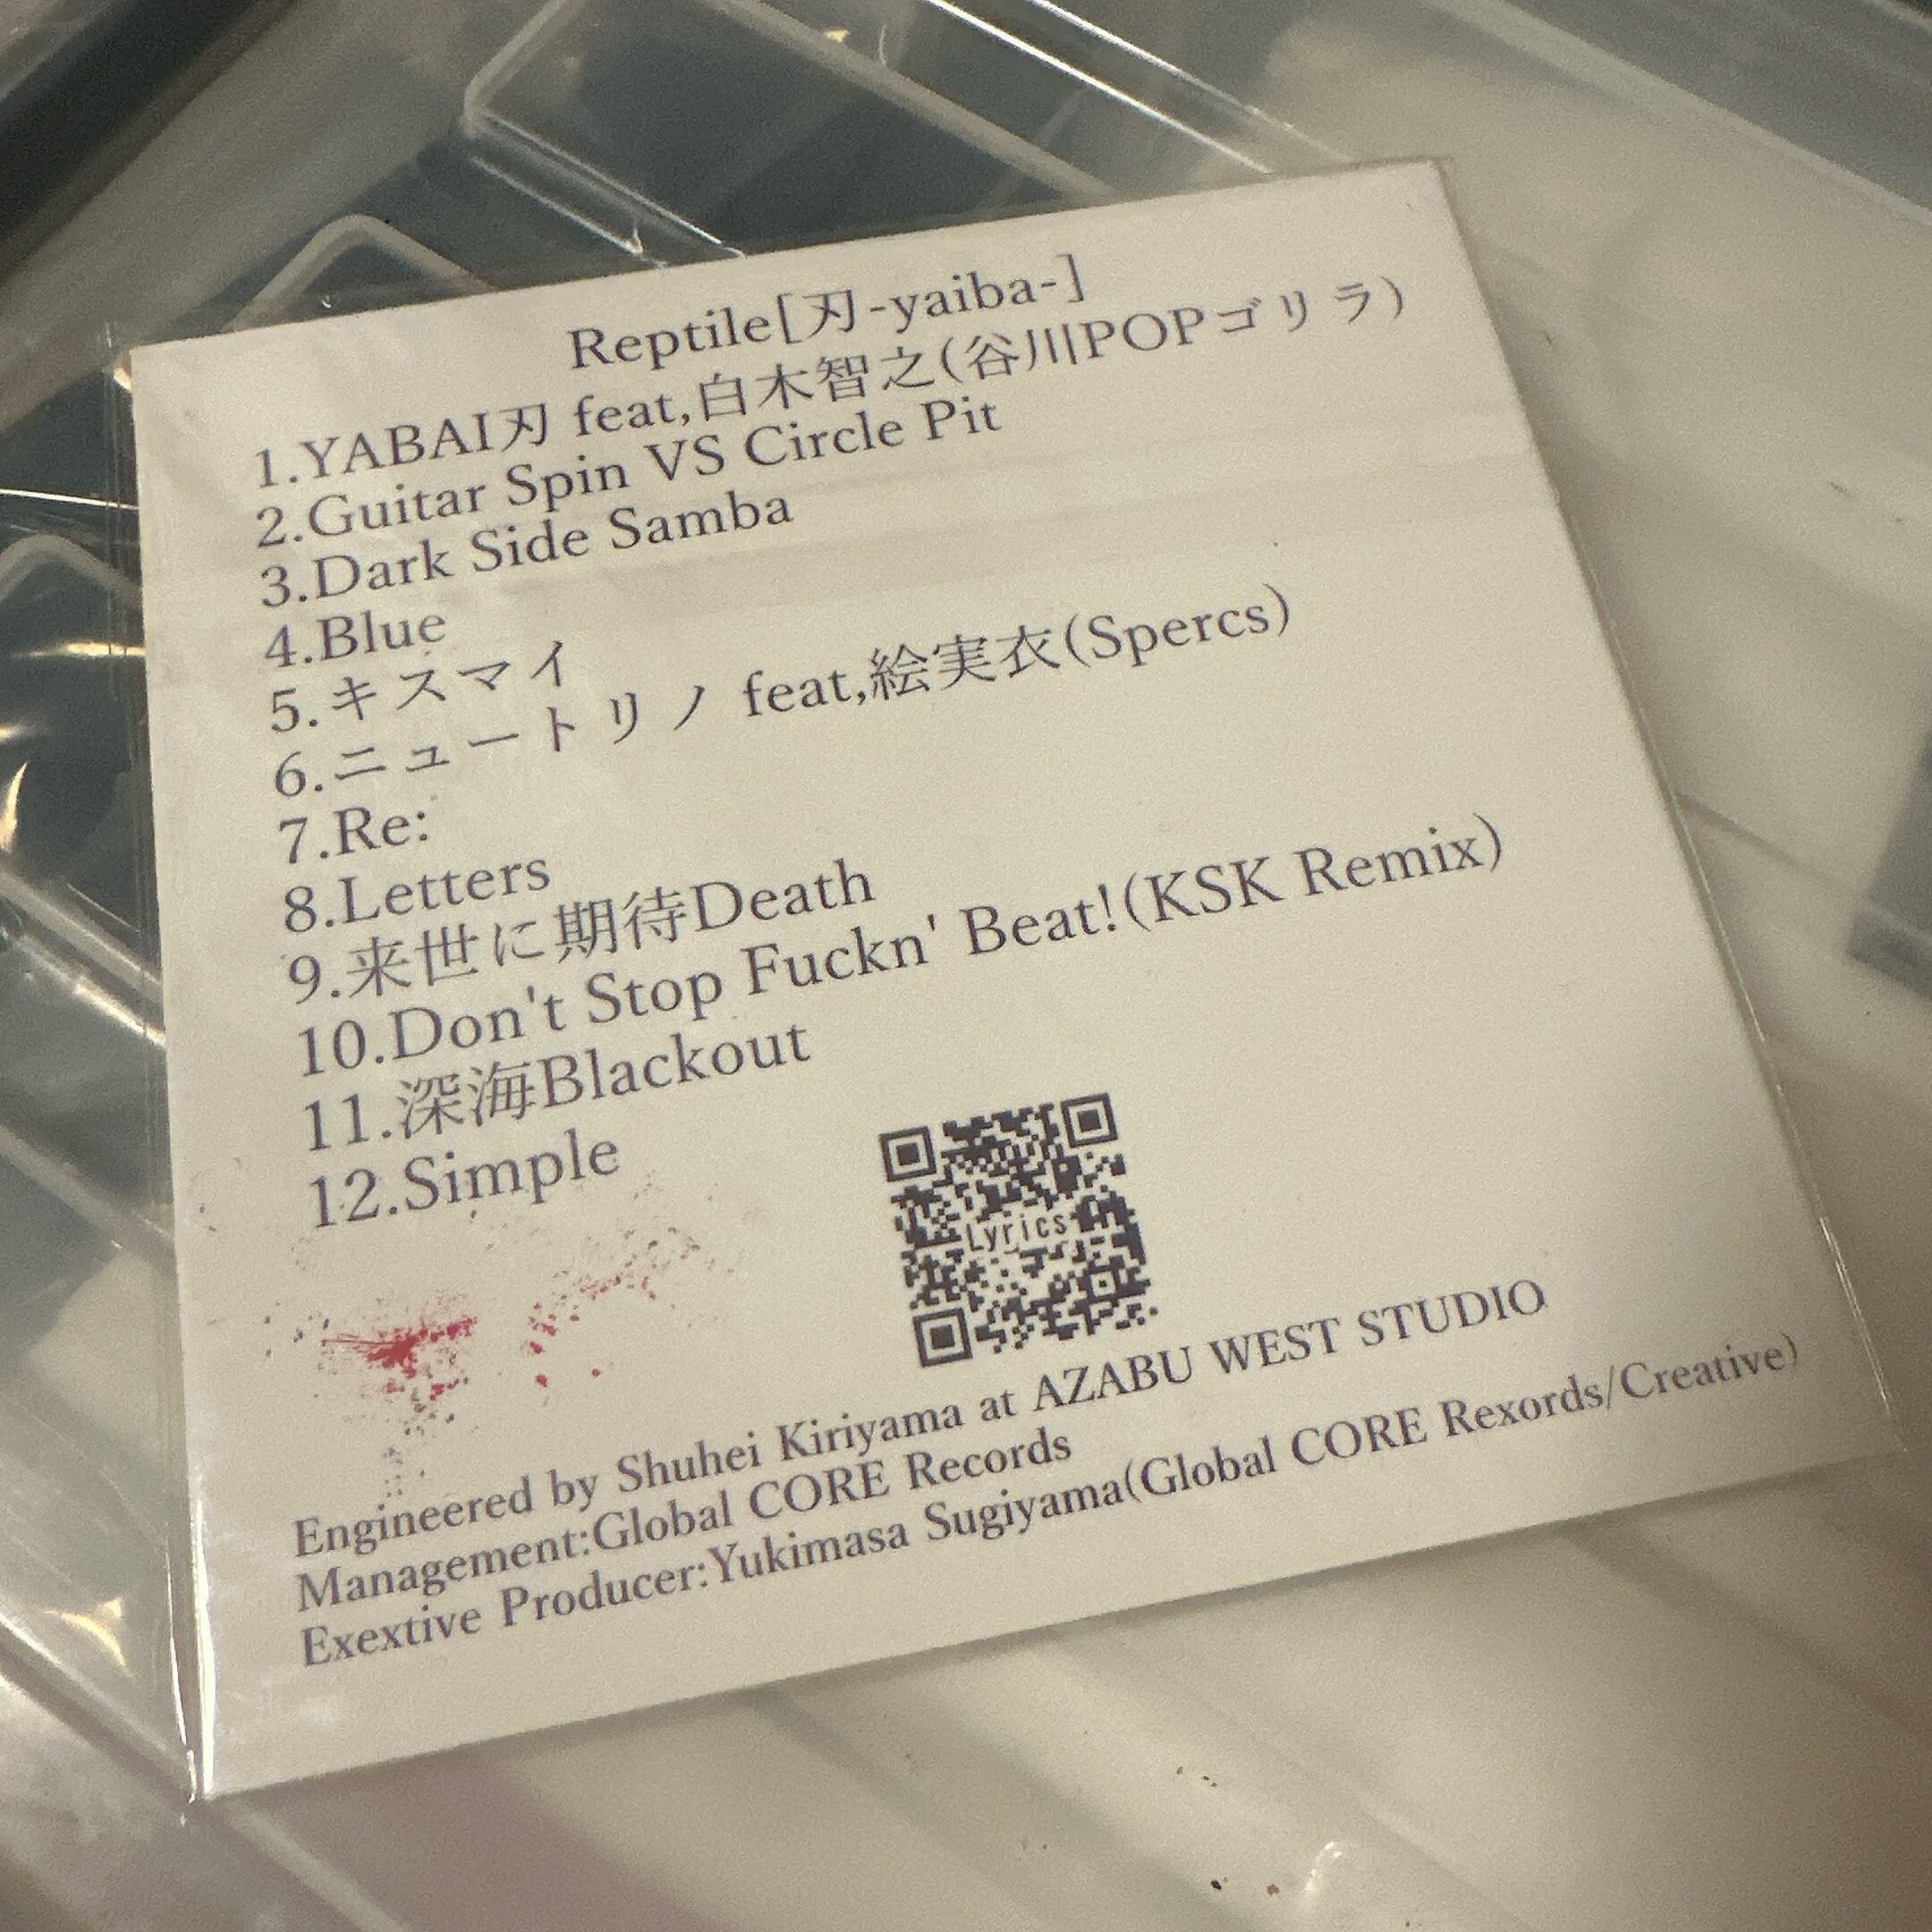 Reptile[刃-yaiba-]
1.YABAI刃 feat,白木智之(谷川POPゴリラ)
2.Guitar Spin VS Circle Pit
3.Dark Side Samba
4.Blue
5.キスマイ
6.ニュートリノ feat,絵実衣(Spercs)
7.Re:
8.Letters
9.来世に期待Death
10.Don't Stop Fuckn' Beat!(KSK Remix)
11.深海Blackout
12.Simple
Lyrics
Engineered by Shuhei Kiriyama at AZABU WEST STUDIO
Management:Global CORE Records
Exextive Producer:Yukimasa Sugiyama(Global CORE Rexords/Creative)